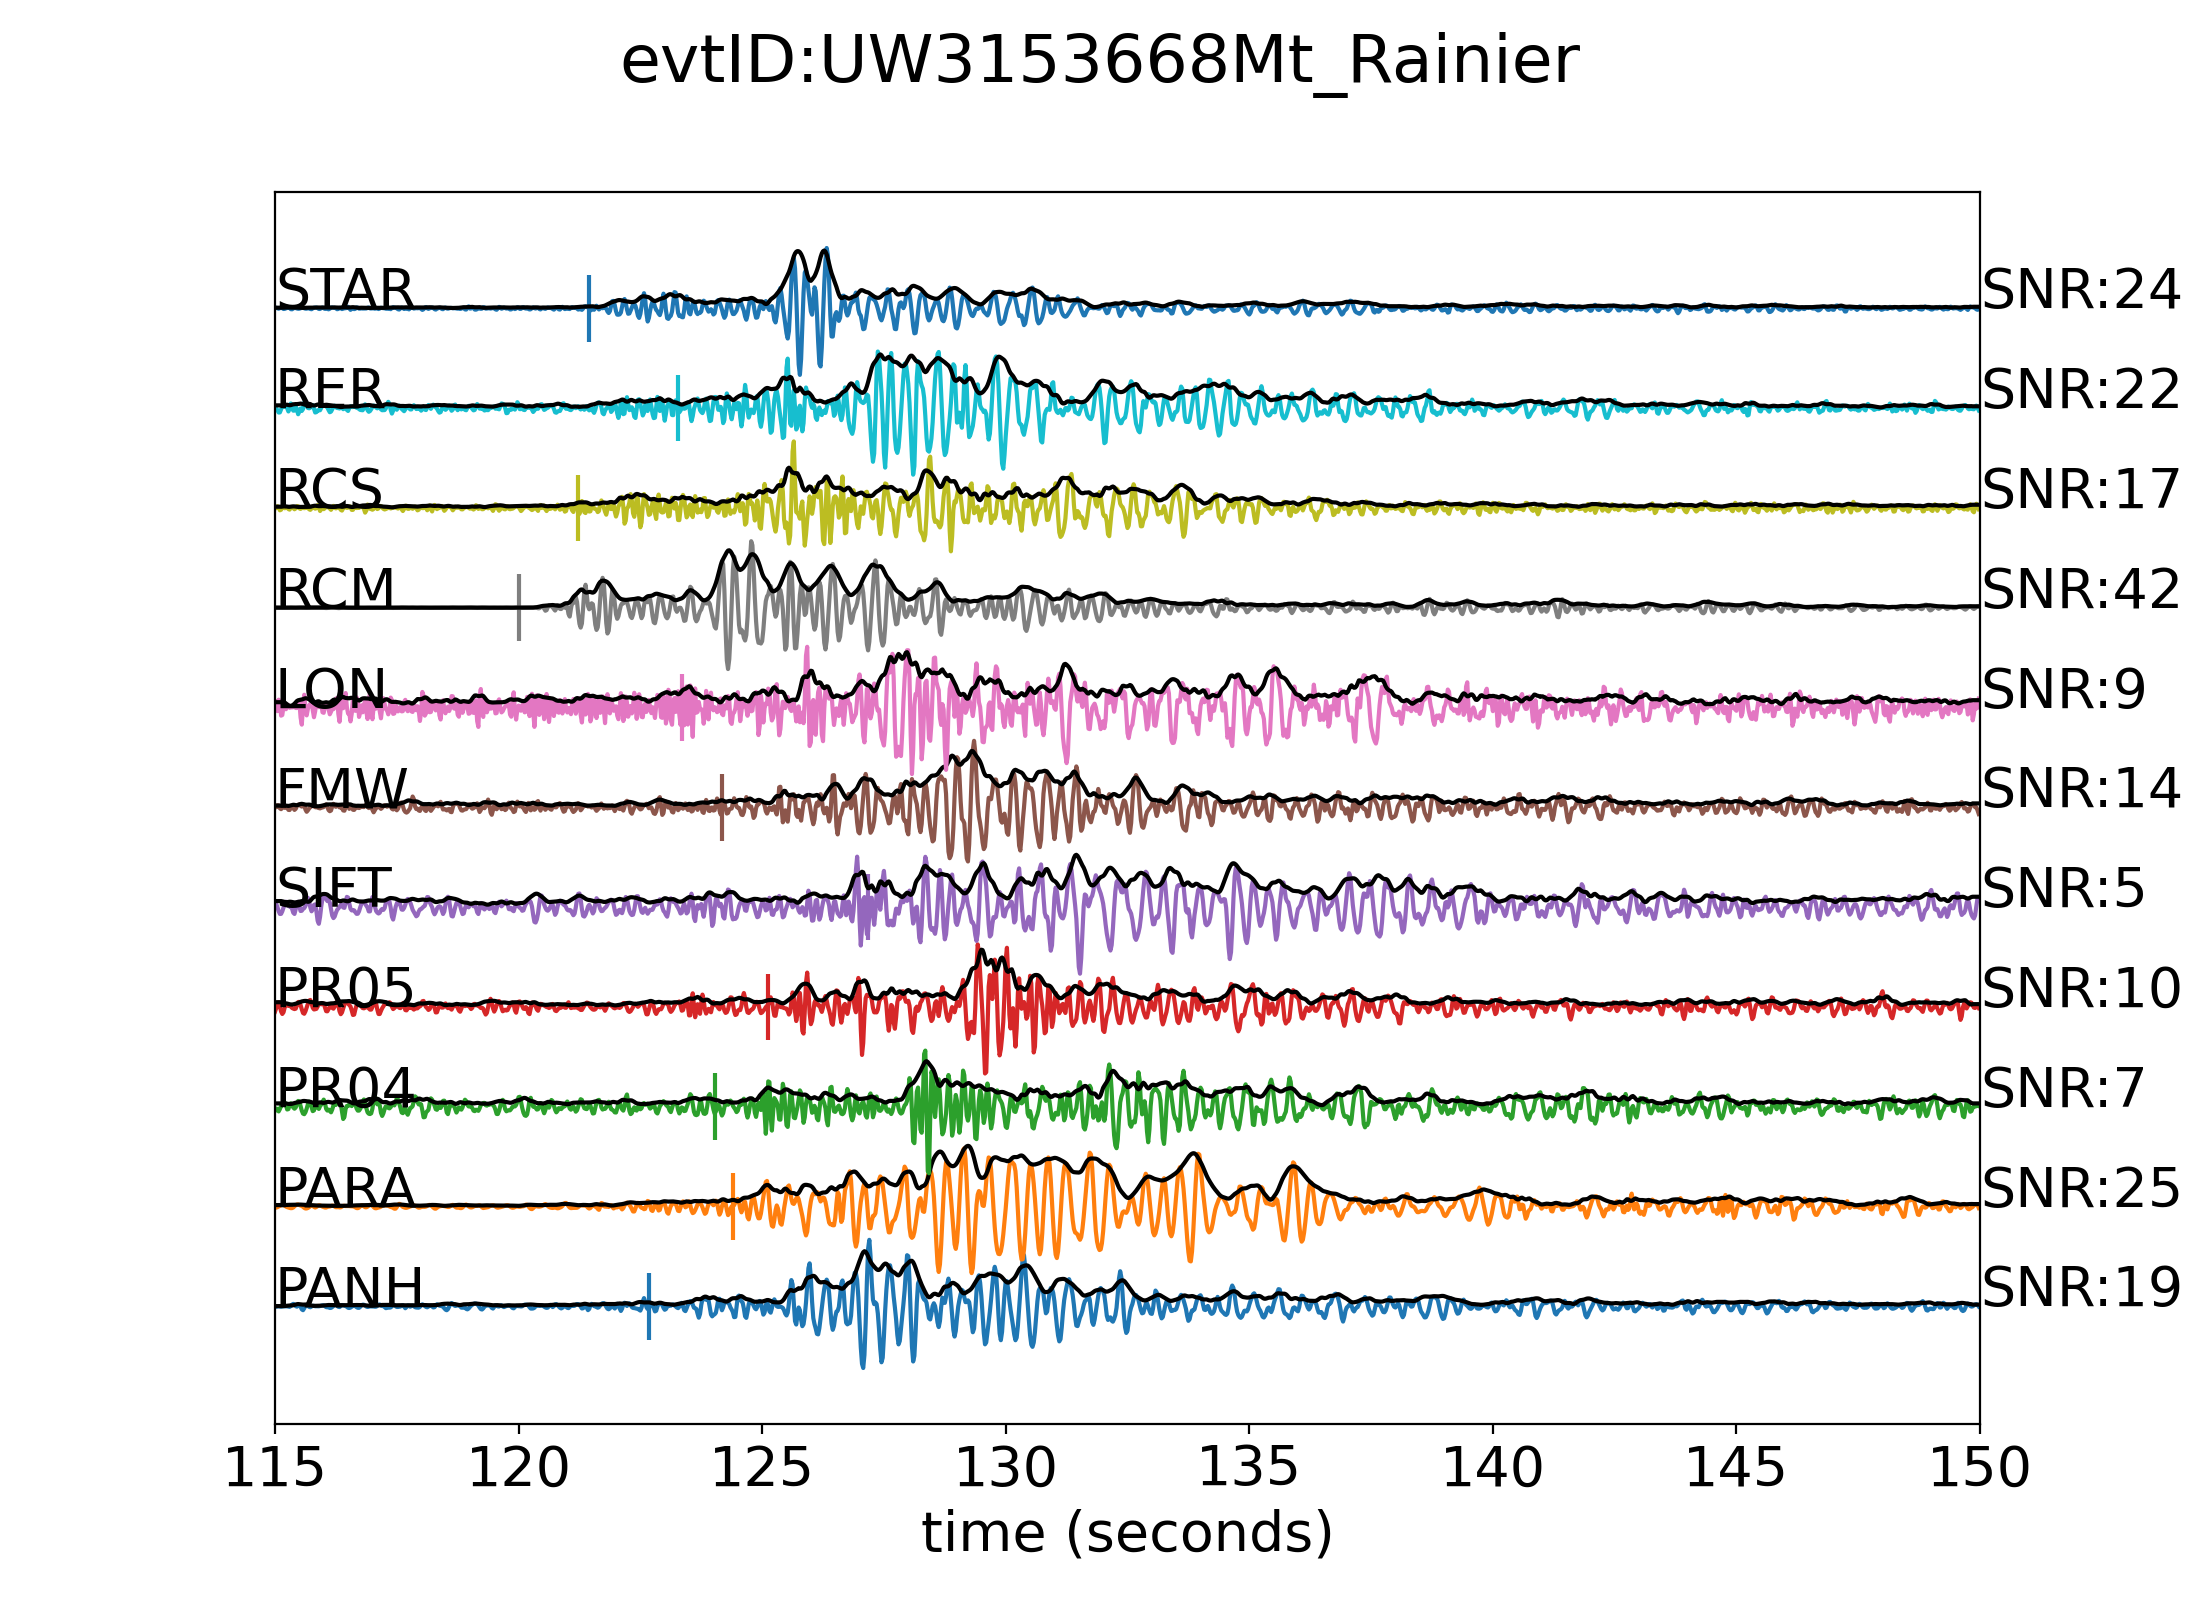 evtID:UW3153668Mt_Rainier
STAR SNR:24
RER SNR:22
RCS SNR:17
RCM SNR:42
LON SNR:9
FMW SNR:14
SIFT SNR:5
PR05 SNR:10
PR04 SNR:7
PARA SNR:25
PANH SNR:19
115 120 125 130 135 140 145 150
time (seconds)